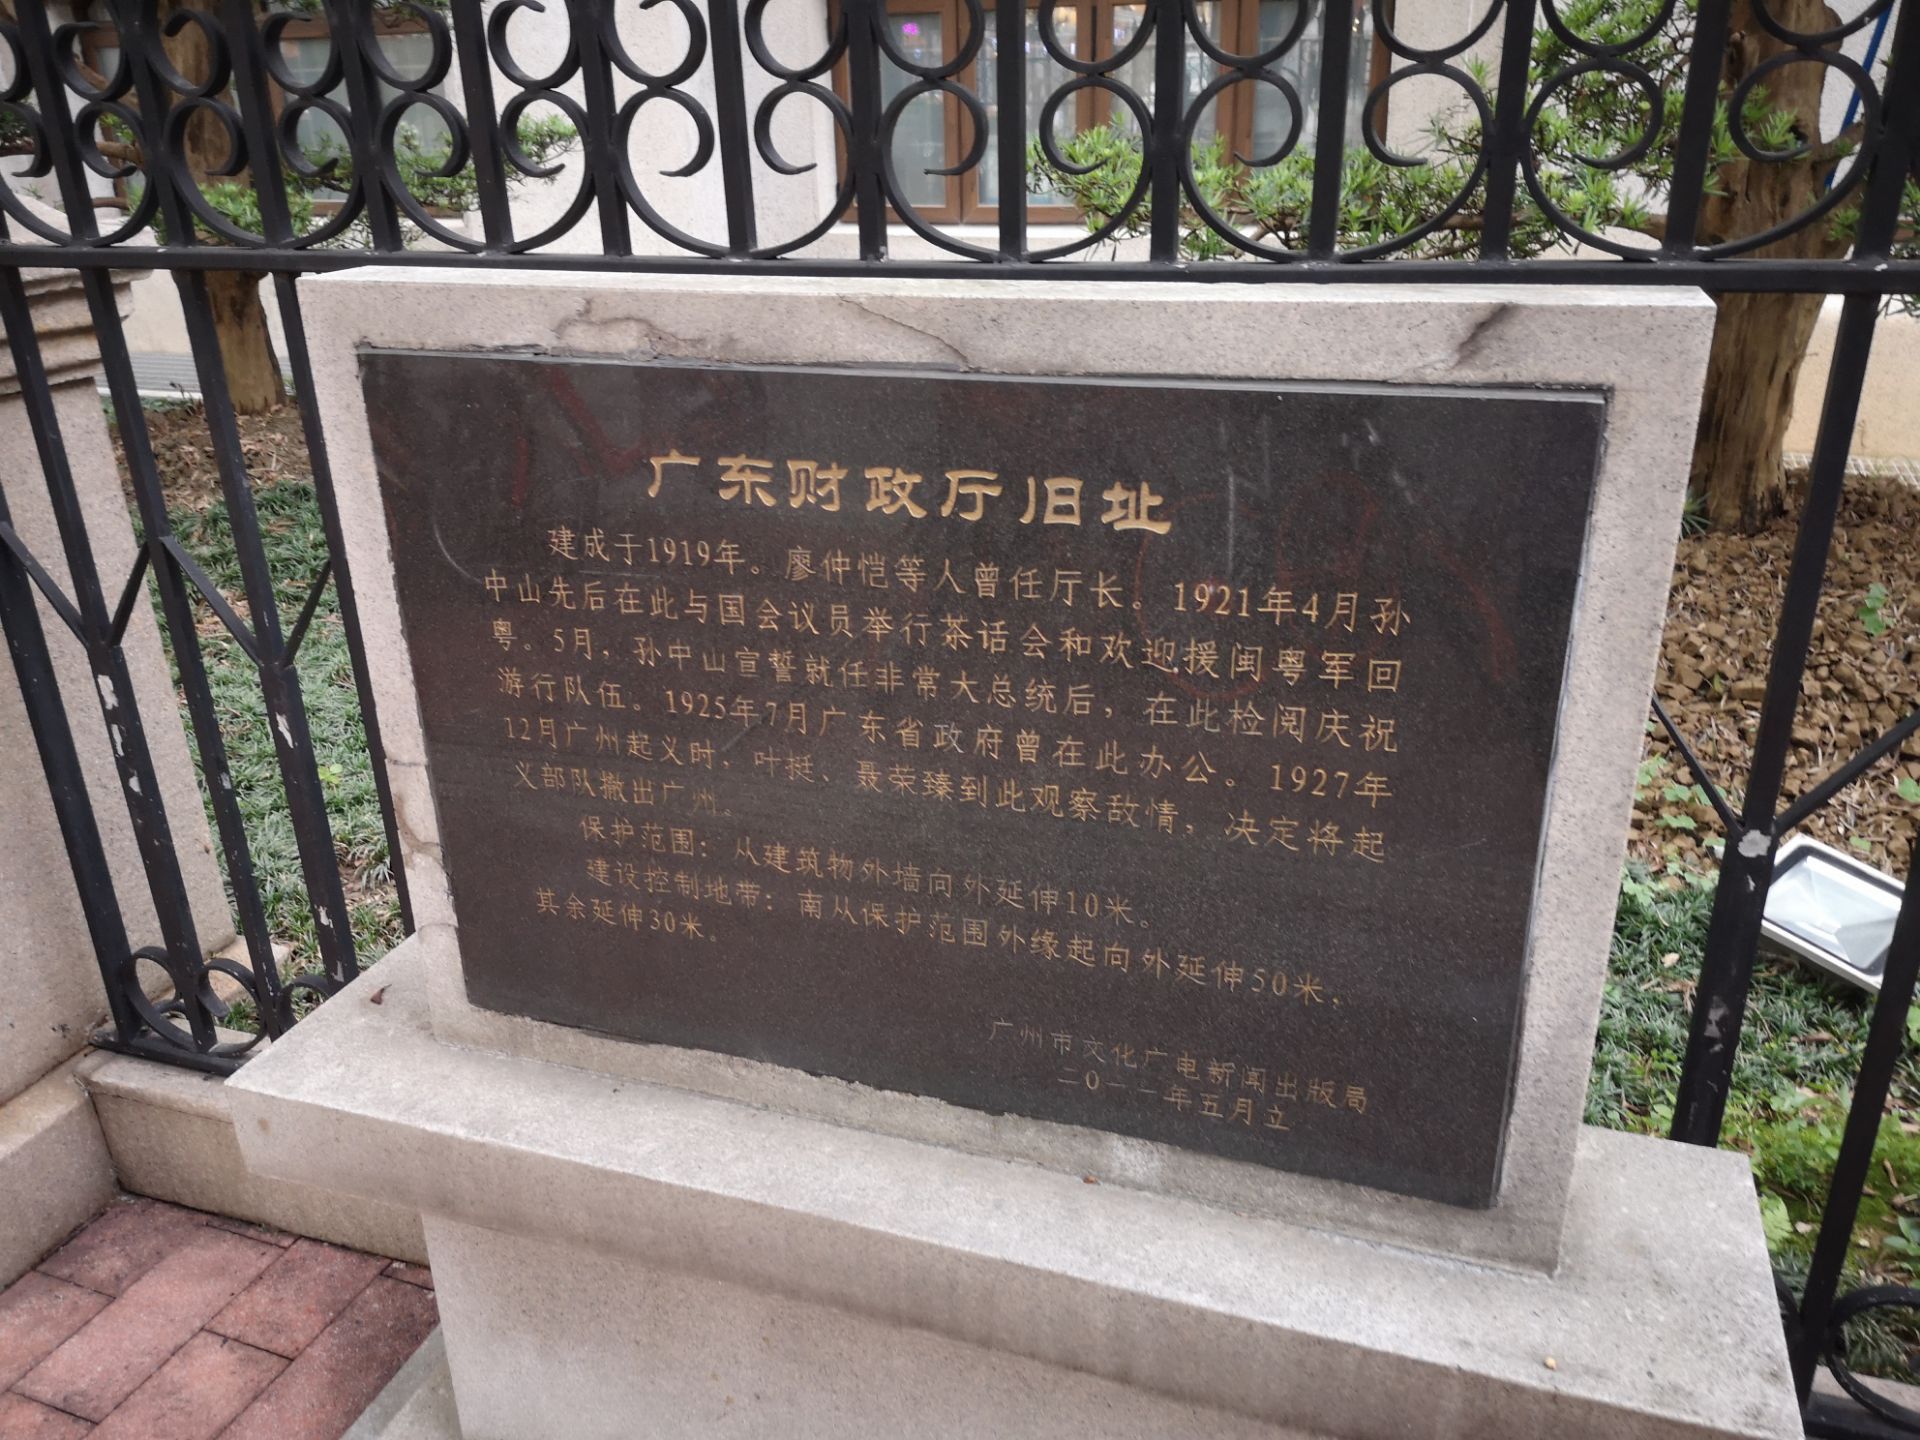 广东财政厅旧址
建成于1919年。廖仲恺等人曾任厅长。1921年4月孙
中山先后在此与国会议员举行茶话会和欢迎援闽粤军回
粤。5月，孙中山宣誓就任非常大总统后，在此检阅庆祝
游行队伍。1925年7月广东省政府曾在此办公。1927年
12月广州起义时，叶挺、聂荣臻到此观察敌情，决定将起
义部队撤出广州。
保护范围：从建筑物外墙向外延伸10米。
建设控制地带：南从保护范围外缘起向外延伸50米，
其余延伸30米。
广州市文化广电新闻出版局
二0一一年五月立